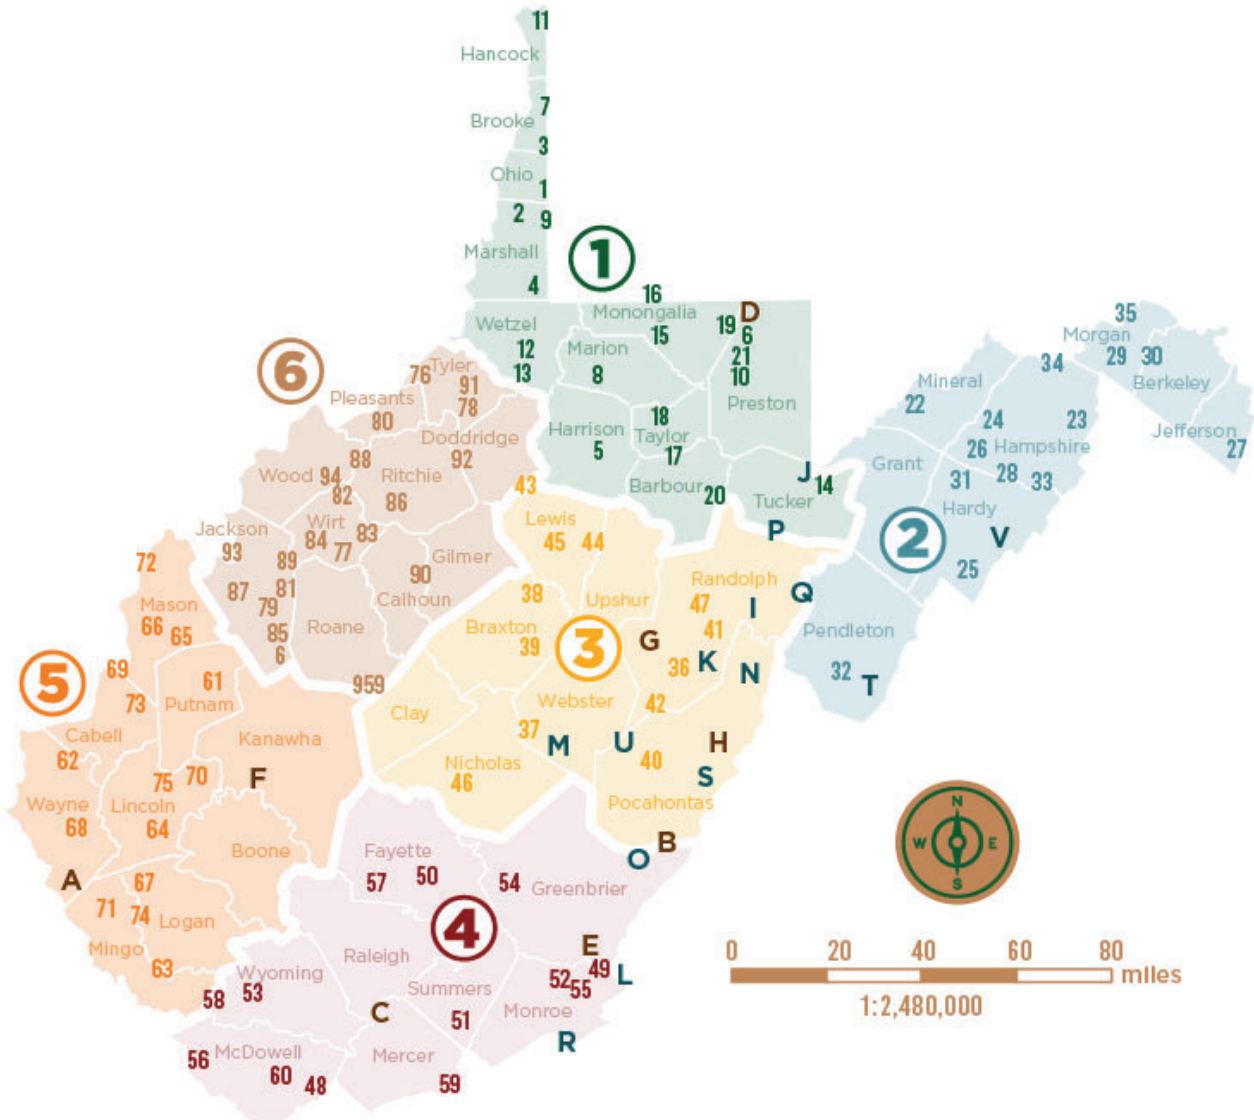 11
Hancock
7
Brooke
3
Ohio
1
2 9
1
Marshall
4
16
Monongalia
D
19
6
15
Wetzel
12
13
Marion
8
21
10
Preston
35
Morgan
29 30
34
Berkeley
Mineral
22
24
23
Jefferson
27
26
Hampshire
28
33
31
Hardy
Grant
6
76
Tyler
91
78
Pleasants
80
Doddridge
92
Harrison
5
18
Taylor
17
Barbour
20
J
14
Tucker
P
2
V
25
88
Wood
94
82
Ritchie
86
43
Lewis
45 44
Jackson
93
Wirt
84
77
83
89
Gilmer
90
Calhoun
87
81
79
85
6
Roane
959
38
Upshur
Braxton
39
3
Randolph
47
I
41
Q
G
K
36
N
42
Pendleton
32
T
72
Mason
66
65
5
69
61
73
Putnam
Cabell
62
Kanawha
Clay
Webster
37
M
U
H
40
S
Nicholas
46
Pocahontas
75
70
F
Wayne
68
Lincoln
64
Boone
A
67
71
74
Logan
Mingo
63
Fayette
57
50
54
Greenbrier
B
O
4
Raleigh
E
49
L
52
55
Wyoming
53
58
Summers
51
Monroe
R
C
56
McDowell
60
48
Mercer
59
N
W E
S
0 20 40 60 80
miles
1:2,480,000